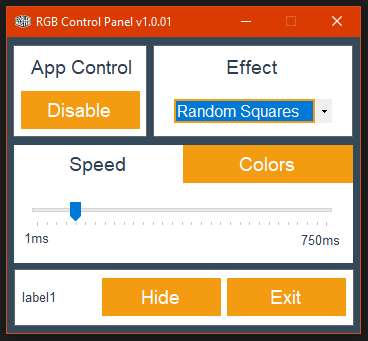 RGB Control Panel v1.0.01
App Control
Effect
Disable
Random Squares
Speed
Colors
1ms
750ms
label1
Hide
Exit